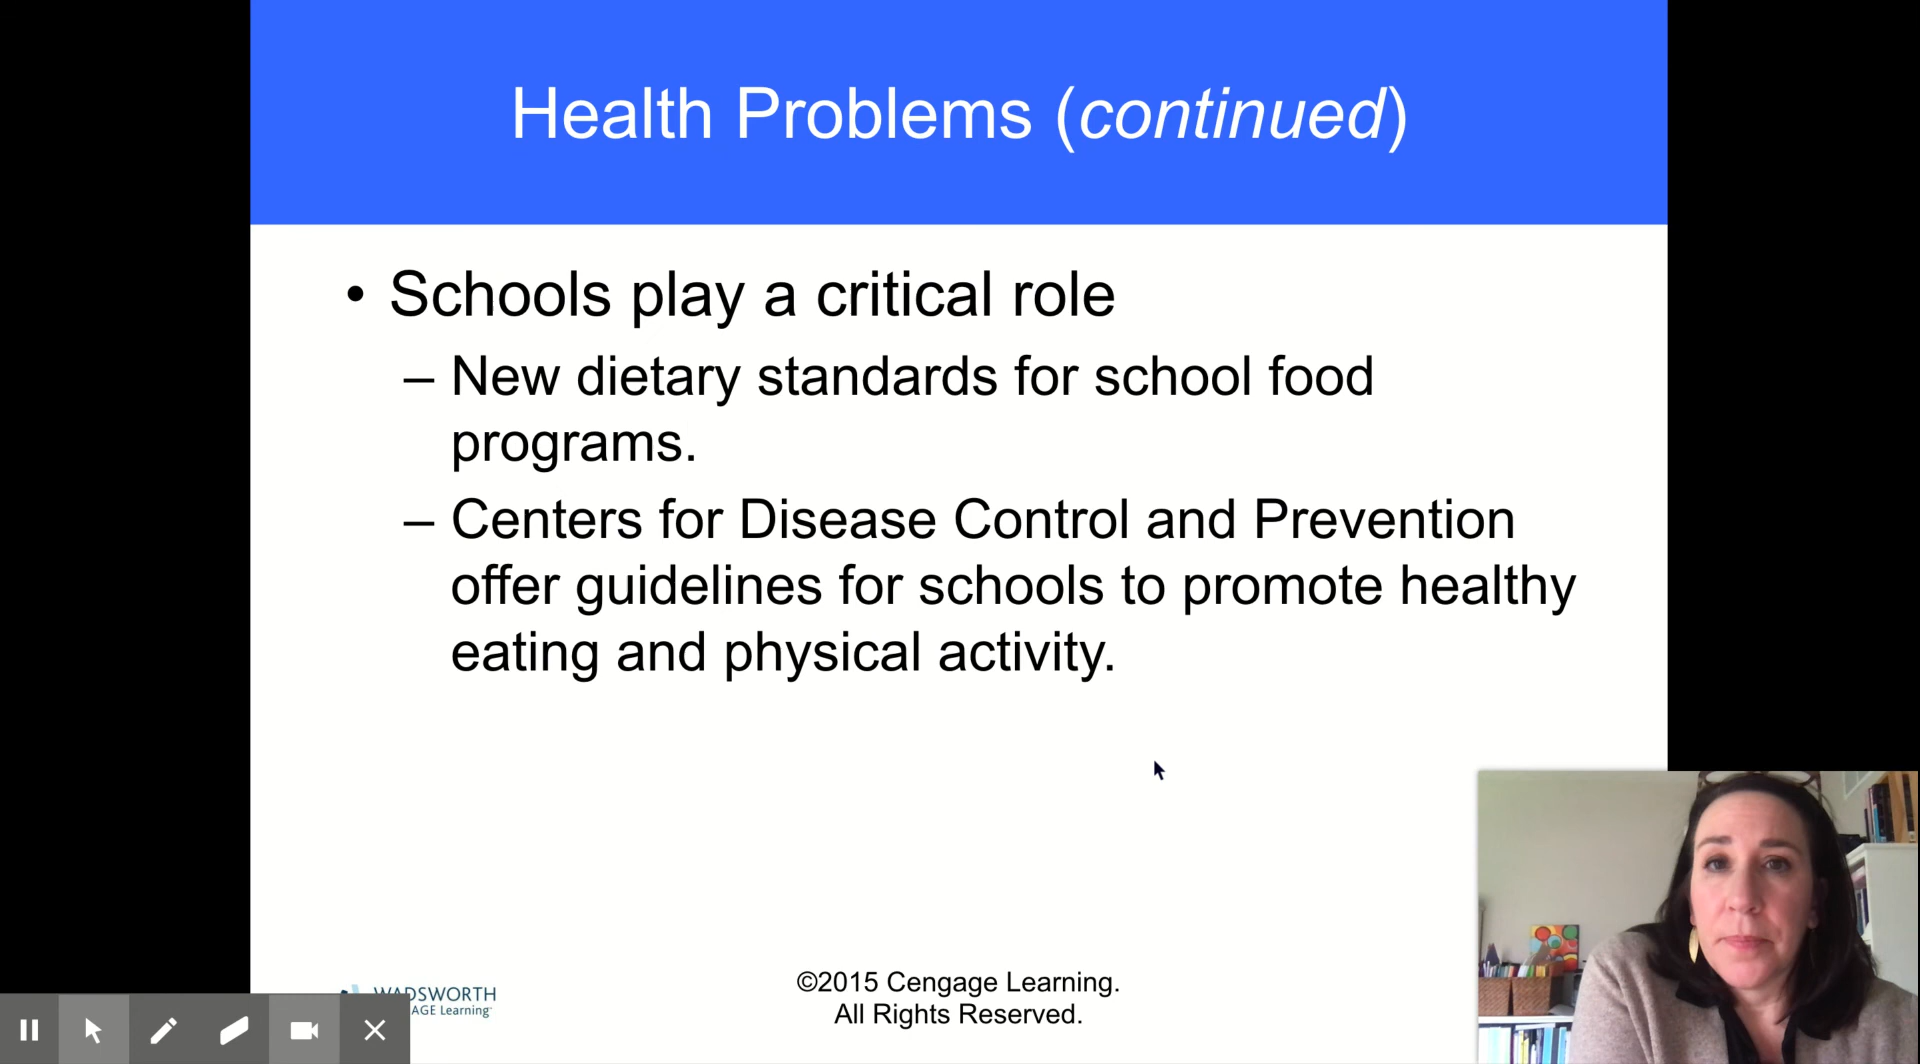 Health Problems (continued)
• Schools play a critical role
– New dietary standards for school food
programs.
– Centers for Disease Control and Prevention
offer guidelines for schools to promote healthy
eating and physical activity.
WADSWORTH
AGE Learning™
©2015 Cengage Learning.
All Rights Reserved.